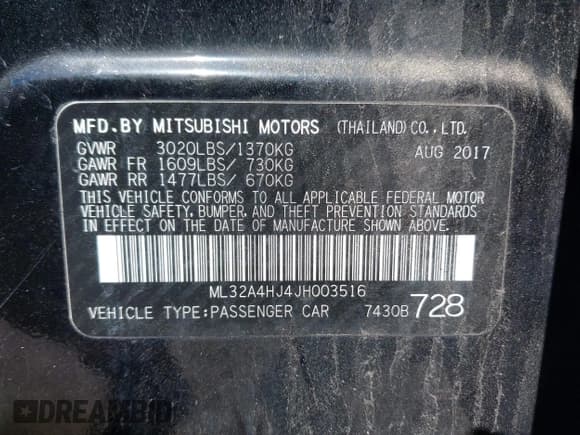 MFD.BY MITSUBISHI MOTORS (THAILAND)CO.,LTD.
GVWR 3020LBS/1370KG AUG 2017
GAWR FR 1609LBS/ 730KG
GAWR RR 1477LBS/ 670KG
THIS VEHICLE CONFORMS TO ALL APPLICABLE FEDERAL MOTOR
VEHICLE SAFETY, BUMPER, AND THEFT PREVENTION STANDARDS
IN EFFECT ON THE DATE OF MANUFACTURE SHOWN ABOVE.
ML32A4HJ4JH003516
VEHICLE TYPE:PASSENGER CAR 7430B 728
DREAMBID